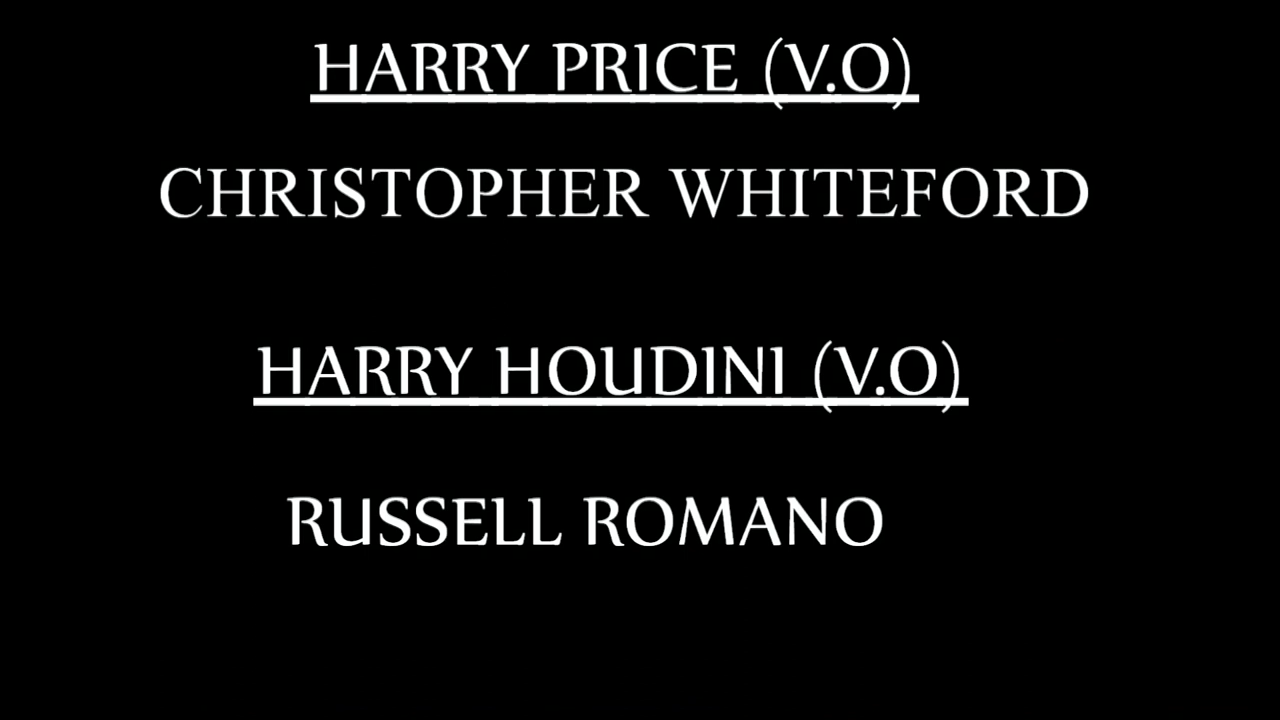 HARRY PRICE (V.O)
CHRISTOPHER WHITEFORD
HARRY HOUDINI (V.O)
RUSSELL ROMANO